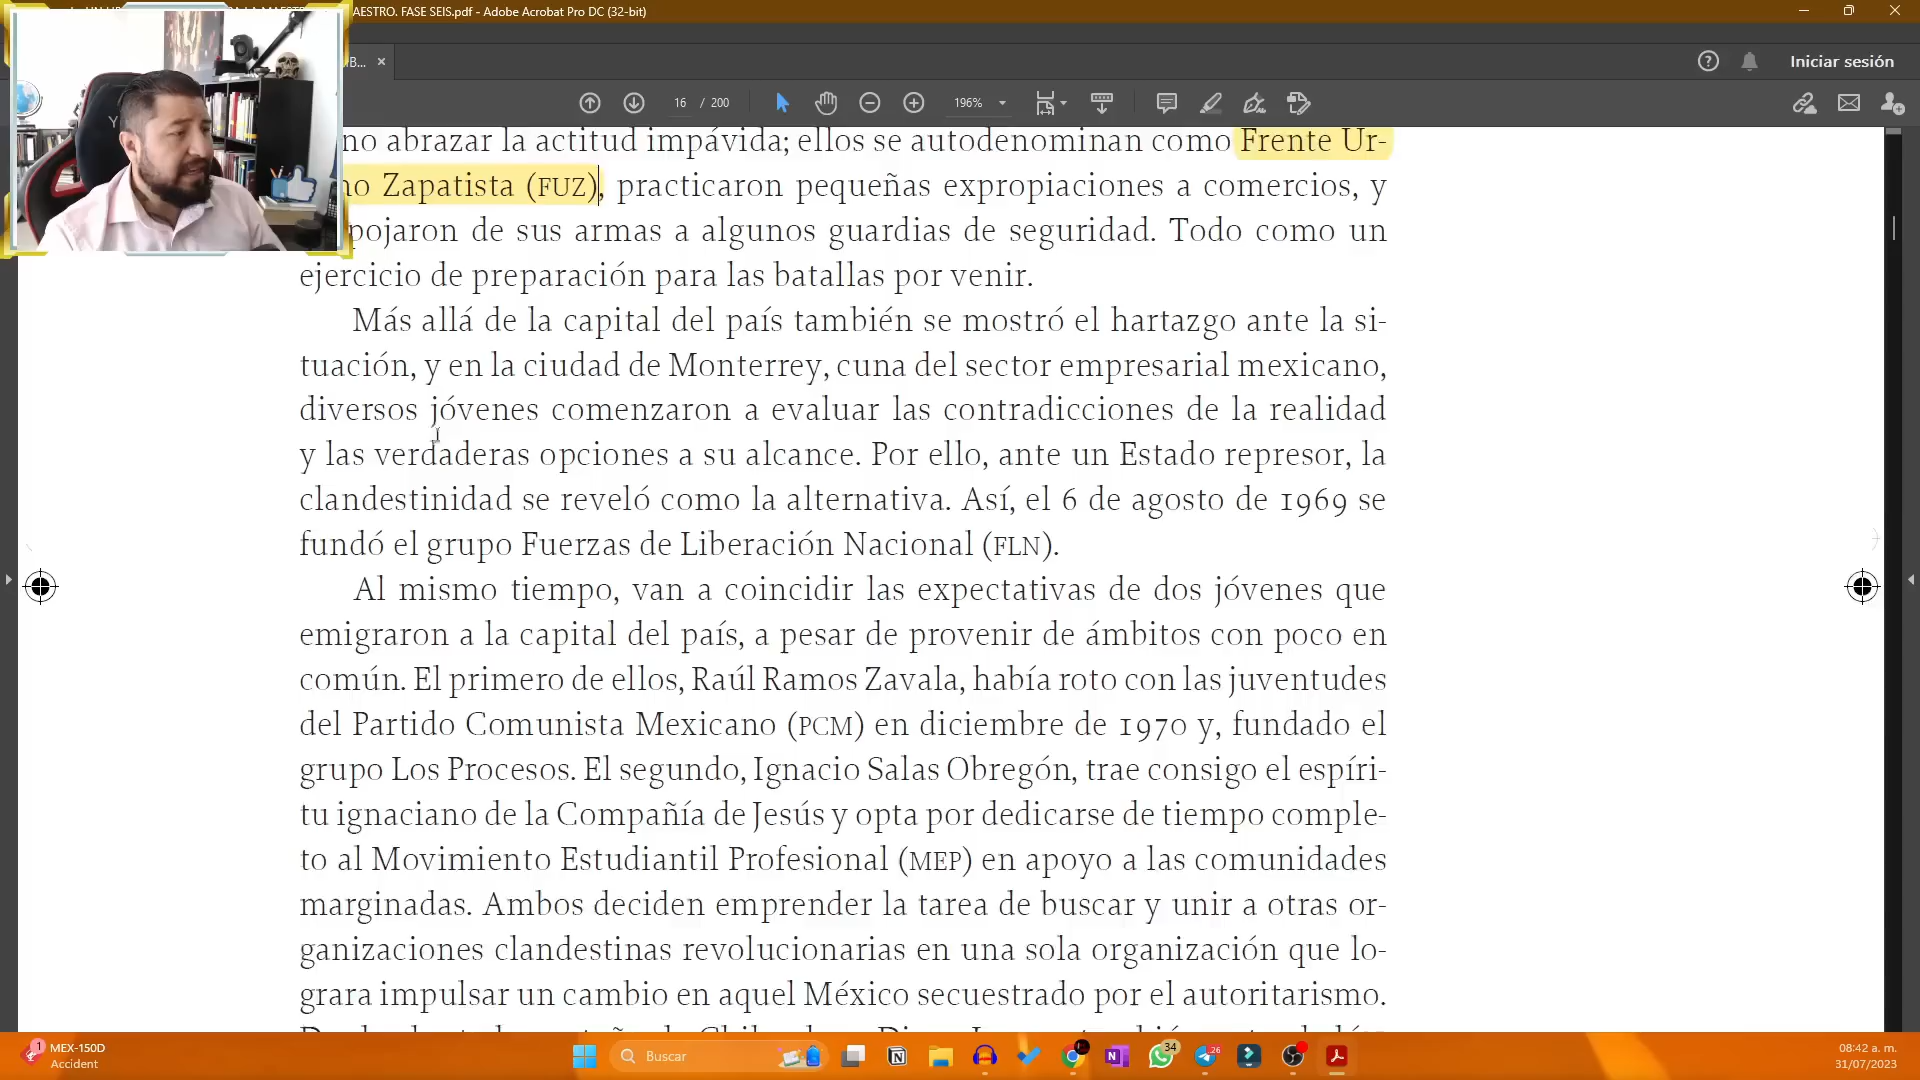 AESTRO. FASE SEIS.pdf - Adobe Acrobat Pro DC (32-bit)
B... ×
Iniciar sesión
16 / 200
196%
no abrazar la actitud impávida; ellos se autodenominan como Frente Ur-
no Zapatista (FUZ), practicaron pequeñas expropiaciones a comercios, y
pojaron de sus armas a algunos guardias de seguridad. Todo como un
ejercicio de preparación para las batallas por venir.
Más allá de la capital del país también se mostró el hartazgo ante la si-
tuación, y en la ciudad de Monterrey, cuna del sector empresarial mexicano,
diversos jóvenes comenzaron a evaluar las contradicciones de la realidad
y las verdaderas opciones a su alcance. Por ello, ante un Estado represor, la
clandestinidad se reveló como la alternativa. Así, el 6 de agosto de 1969 se
fundó el grupo Fuerzas de Liberación Nacional (FLN).
Al mismo tiempo, van a coincidir las expectativas de dos jóvenes que
emigraron a la capital del país, a pesar de provenir de ámbitos con poco en
común. El primero de ellos, Raúl Ramos Zavala, había roto con las juventudes
del Partido Comunista Mexicano (PCM) en diciembre de 1970 y, fundado el
grupo Los Procesos. El segundo, Ignacio Salas Obregón, trae consigo el espíri-
tu ignaciano de la Compañía de Jesús y opta por dedicarse de tiempo comple-
to al Movimiento Estudiantil Profesional (MEP) en apoyo a las comunidades
marginadas. Ambos deciden emprender la tarea de buscar y unir a otras or-
ganizaciones clandestinas revolucionarias en una sola organización que lo-
grara impulsar un cambio en aquel México secuestrado por el autoritarismo.
1 MEX-150D
Accident
Buscar
34
26
08:42 a. m.
31/07/2023